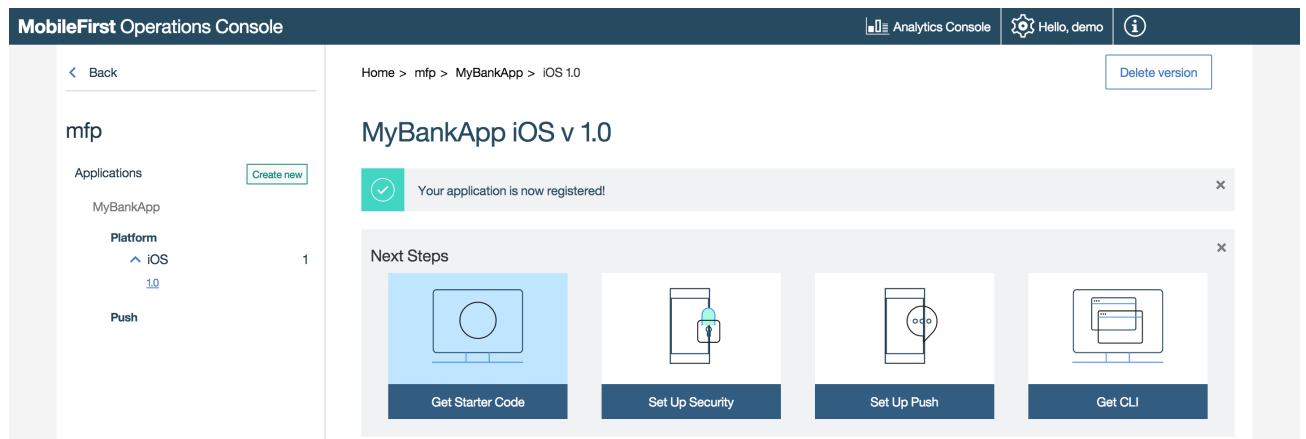 MobileFirst Operations Console
Analytics Console
Hello, demo
Back
Home > mfp > MyBankApp > iOS 1.0
Delete version
mfp
Applications
Create new
MyBankApp
Platform
iOS 1
1.0
Push
MyBankApp iOS v 1.0
Your application is now registered!
Next Steps
Get Starter Code
Set Up Security
Set Up Push
Get CLI